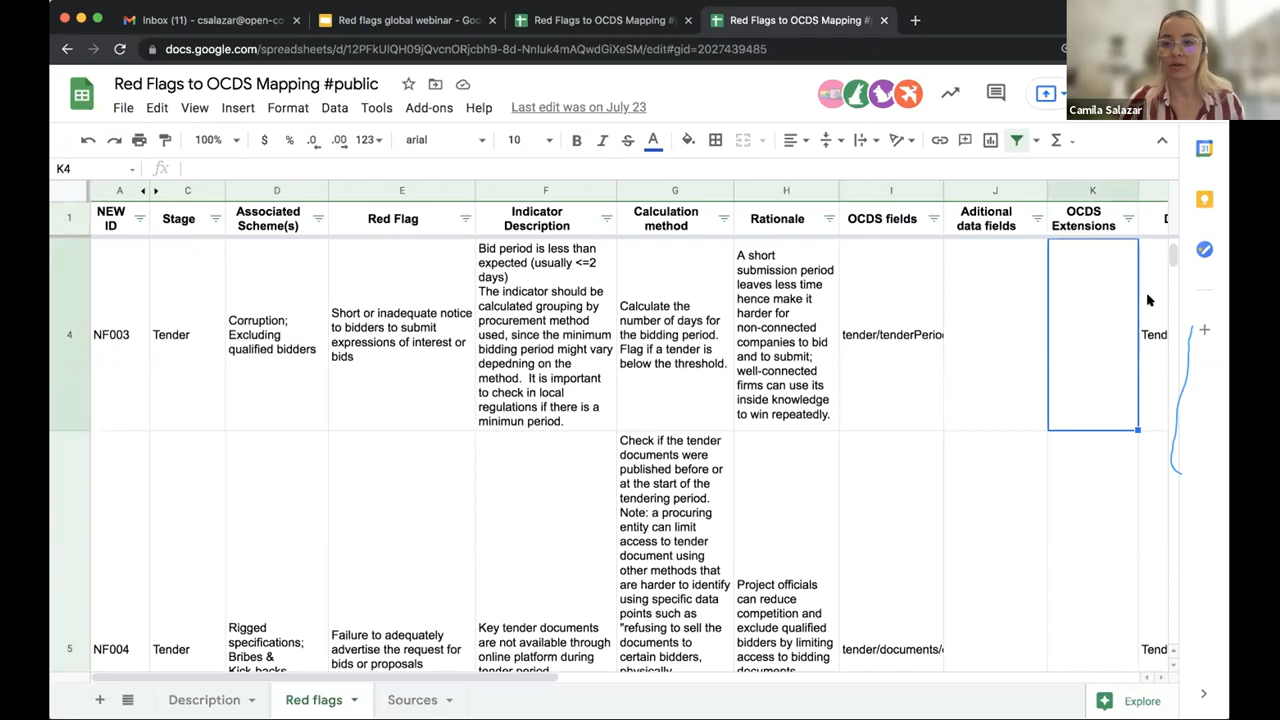 Inbox (11) - csalazar@open-co
Red flags global webinar - Goo
Red Flags to OCDS Mapping #
Red Flags to OCDS Mapping #
docs.google.com/spreadsheets/d/12PFkUlQH09jQvcnORjcbh9-8d-NnIuk4mAQwdGiXeSM/edit#gid=2027439485
Camila Salazar
Red Flags to OCDS Mapping #public
File Edit View Insert Format Data Tools Add-ons Help Last edit was on July 23
100% $ % .0 .00 123 arial 10 B I S A
K4 fx
A C D E F G H I J K
1
NEW
ID
Stage
Associated
Scheme(s)
Red Flag
Indicator
Description
Calculation
method
Rationale
OCDS fields
Aditional
data fields
OCDS
Extensions
4
NF003
Tender
Corruption;
Excluding
qualified bidders
Short or inadequate notice
to bidders to submit
expressions of interest or
bids
Bid period is less than
expected (usually <=2
days)
The indicator should be
calculated grouping by
procurement method
used, since the minimum
bidding period might vary
depednding on the
method. It is important
to check in local
regulations if there is a
minimun period.
Calculate the
number of days for
the bidding period.
Flag if a tender is
below the threshold.
A short
submission period
leaves less time
hence make it
harder for
non-connected
companies to bid
and to submit;
well-connected
firms can use its
inside knowledge
to win repeatedly.
tender/tenderPerio
Tend
5
NF004
Tender
Rigged
specifications;
Bribes &
Kick-backs
Failure to adequately
advertise the request for
bids or proposals
Key tender documents
are not available through
online platform during
tender period
Check if the tender
documents were
published before or
at the start of the
tendering period.
Note: a procuring
entity can limit
access to tender
document using
other methods that
are harder to identify
using specific data
points such as
"refusing to sell the
documents to
certain bidders,
physically
Project officials
can reduce
competition and
exclude qualified
bidders by limiting
access to bidding
documents
tender/documents/
Tend
Description Red flags Sources Explore